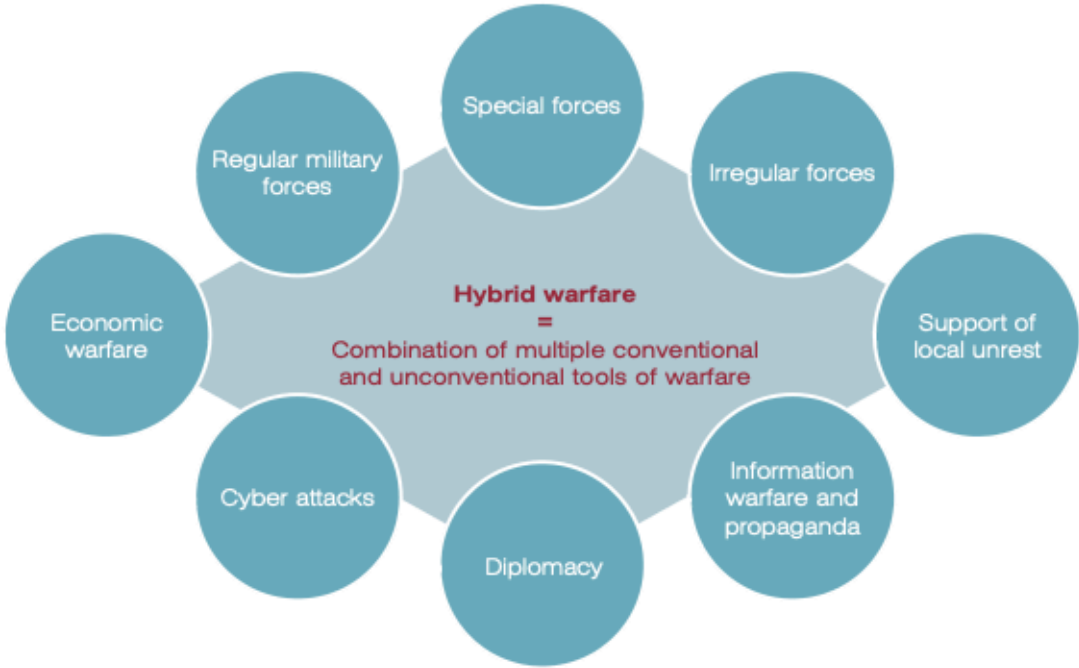 Special forces
Regular military
forces
Irregular forces
Hybrid warfare
=
Combination of multiple conventional
and unconventional tools of warfare
Economic
warfare
Support of
local unrest
Cyber attacks
Information
warfare and
propaganda
Diplomacy